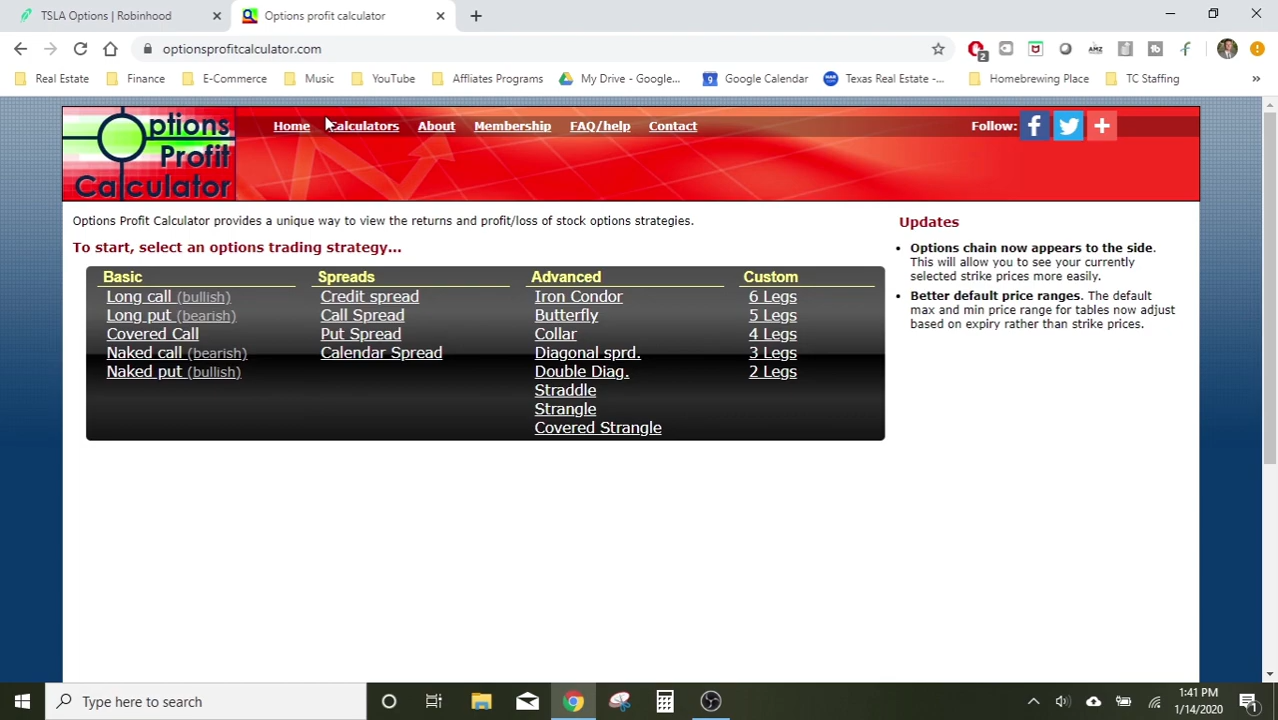 TSLA Options | Robinhood
Options profit calculator
optionsprofitcalculator.com
2
AMZ
Real Estate
Finance
E-Commerce
Music
YouTube
Affliates Programs
My Drive - Google...
9
Google Calendar
Texas Real Estate -...
Homebrewing Place
TC Staffing
Options
Profit
Calculator
Home
Calculators
About
Membership
FAQ/help
Contact
Follow:
Options Profit Calculator provides a unique way to view the returns and profit/loss of stock options strategies.
To start, select an options trading strategy...
Basic
Long call (bullish)
Long put (bearish)
Covered Call
Naked call (bearish)
Naked put (bullish)
Spreads
Credit spread
Call Spread
Put Spread
Calendar Spread
Advanced
Iron Condor
Butterfly
Collar
Diagonal sprd.
Double Diag.
Straddle
Strangle
Covered Strangle
Custom
6 Legs
5 Legs
4 Legs
3 Legs
2 Legs
Updates
Options chain now appears to the side.
This will allow you to see your currently
selected strike prices more easily.
Better default price ranges. The default
max and min price range for tables now adjust
based on expiry rather than strike prices.
Type here to search
1:41 PM
1/14/2020
1